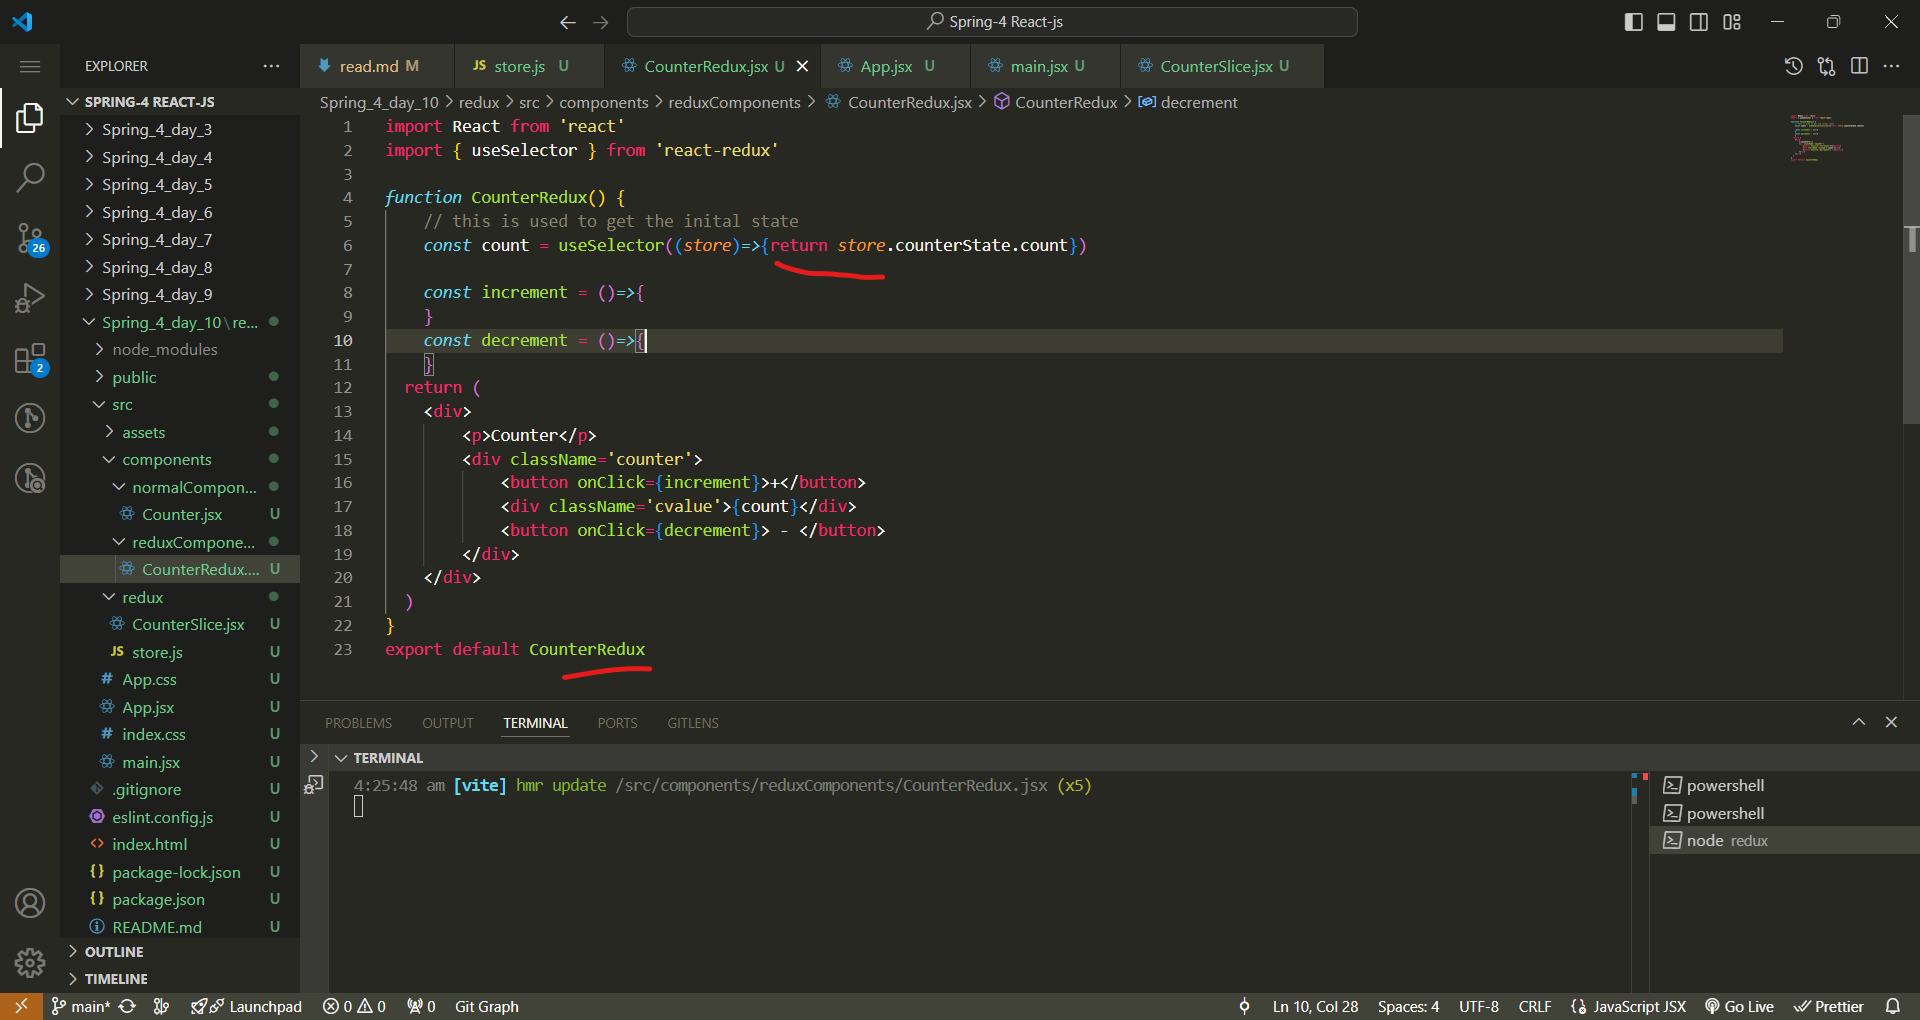 Spring-4 React-js
EXPLORER
read.md M
JS store.js U
CounterRedux.jsx U
App.jsx U
main.jsx U
CounterSlice.jsx U
Spring_4_day_10 > redux > src > components > reduxComponents > CounterRedux.jsx > CounterRedux > decrement
SPRING-4 REACT-JS
Spring_4_day_3
Spring_4_day_4
Spring_4_day_5
Spring_4_day_6
Spring_4_day_7
Spring_4_day_8
Spring_4_day_9
Spring_4_day_10\re...
node_modules
public
src
assets
components
normalCompon...
Counter.jsx U
reduxCompone...
CounterRedux.... U
redux
CounterSlice.jsx U
JS store.js U
# App.css U
App.jsx U
# index.css U
main.jsx U
.gitignore U
eslint.config.js U
<> index.html U
{} package-lock.json U
{} package.json U
README.md U
OUTLINE
TIMELINE
26
2
1 import React from 'react'
2 import { useSelector } from 'react-redux'
3
4 function CounterRedux() {
5 // this is used to get the inital state
6 const count = useSelector((store)=>{return store.counterState.count})
7
8 const increment = ()=>{
9 }
10 const decrement = ()=>{
11 }
12 return (
13 <div>
14 <p>Counter</p>
15 <div className='counter'>
16 <button onClick={increment}>+</button>
17 <div className='cvalue'>{count}</div>
18 <button onClick={decrement}> - </button>
19 </div>
20 </div>
21 )
22 }
23 export default CounterRedux
PROBLEMS OUTPUT TERMINAL PORTS GITLENS
TERMINAL
4:25:48 am [vite] hmr update /src/components/reduxComponents/CounterRedux.jsx (x5)
powershell
powershell
node redux
main* Launchpad 0 0 0 Git Graph Ln 10, Col 28 Spaces: 4 UTF-8 CRLF {} JavaScript JSX Go Live Prettier